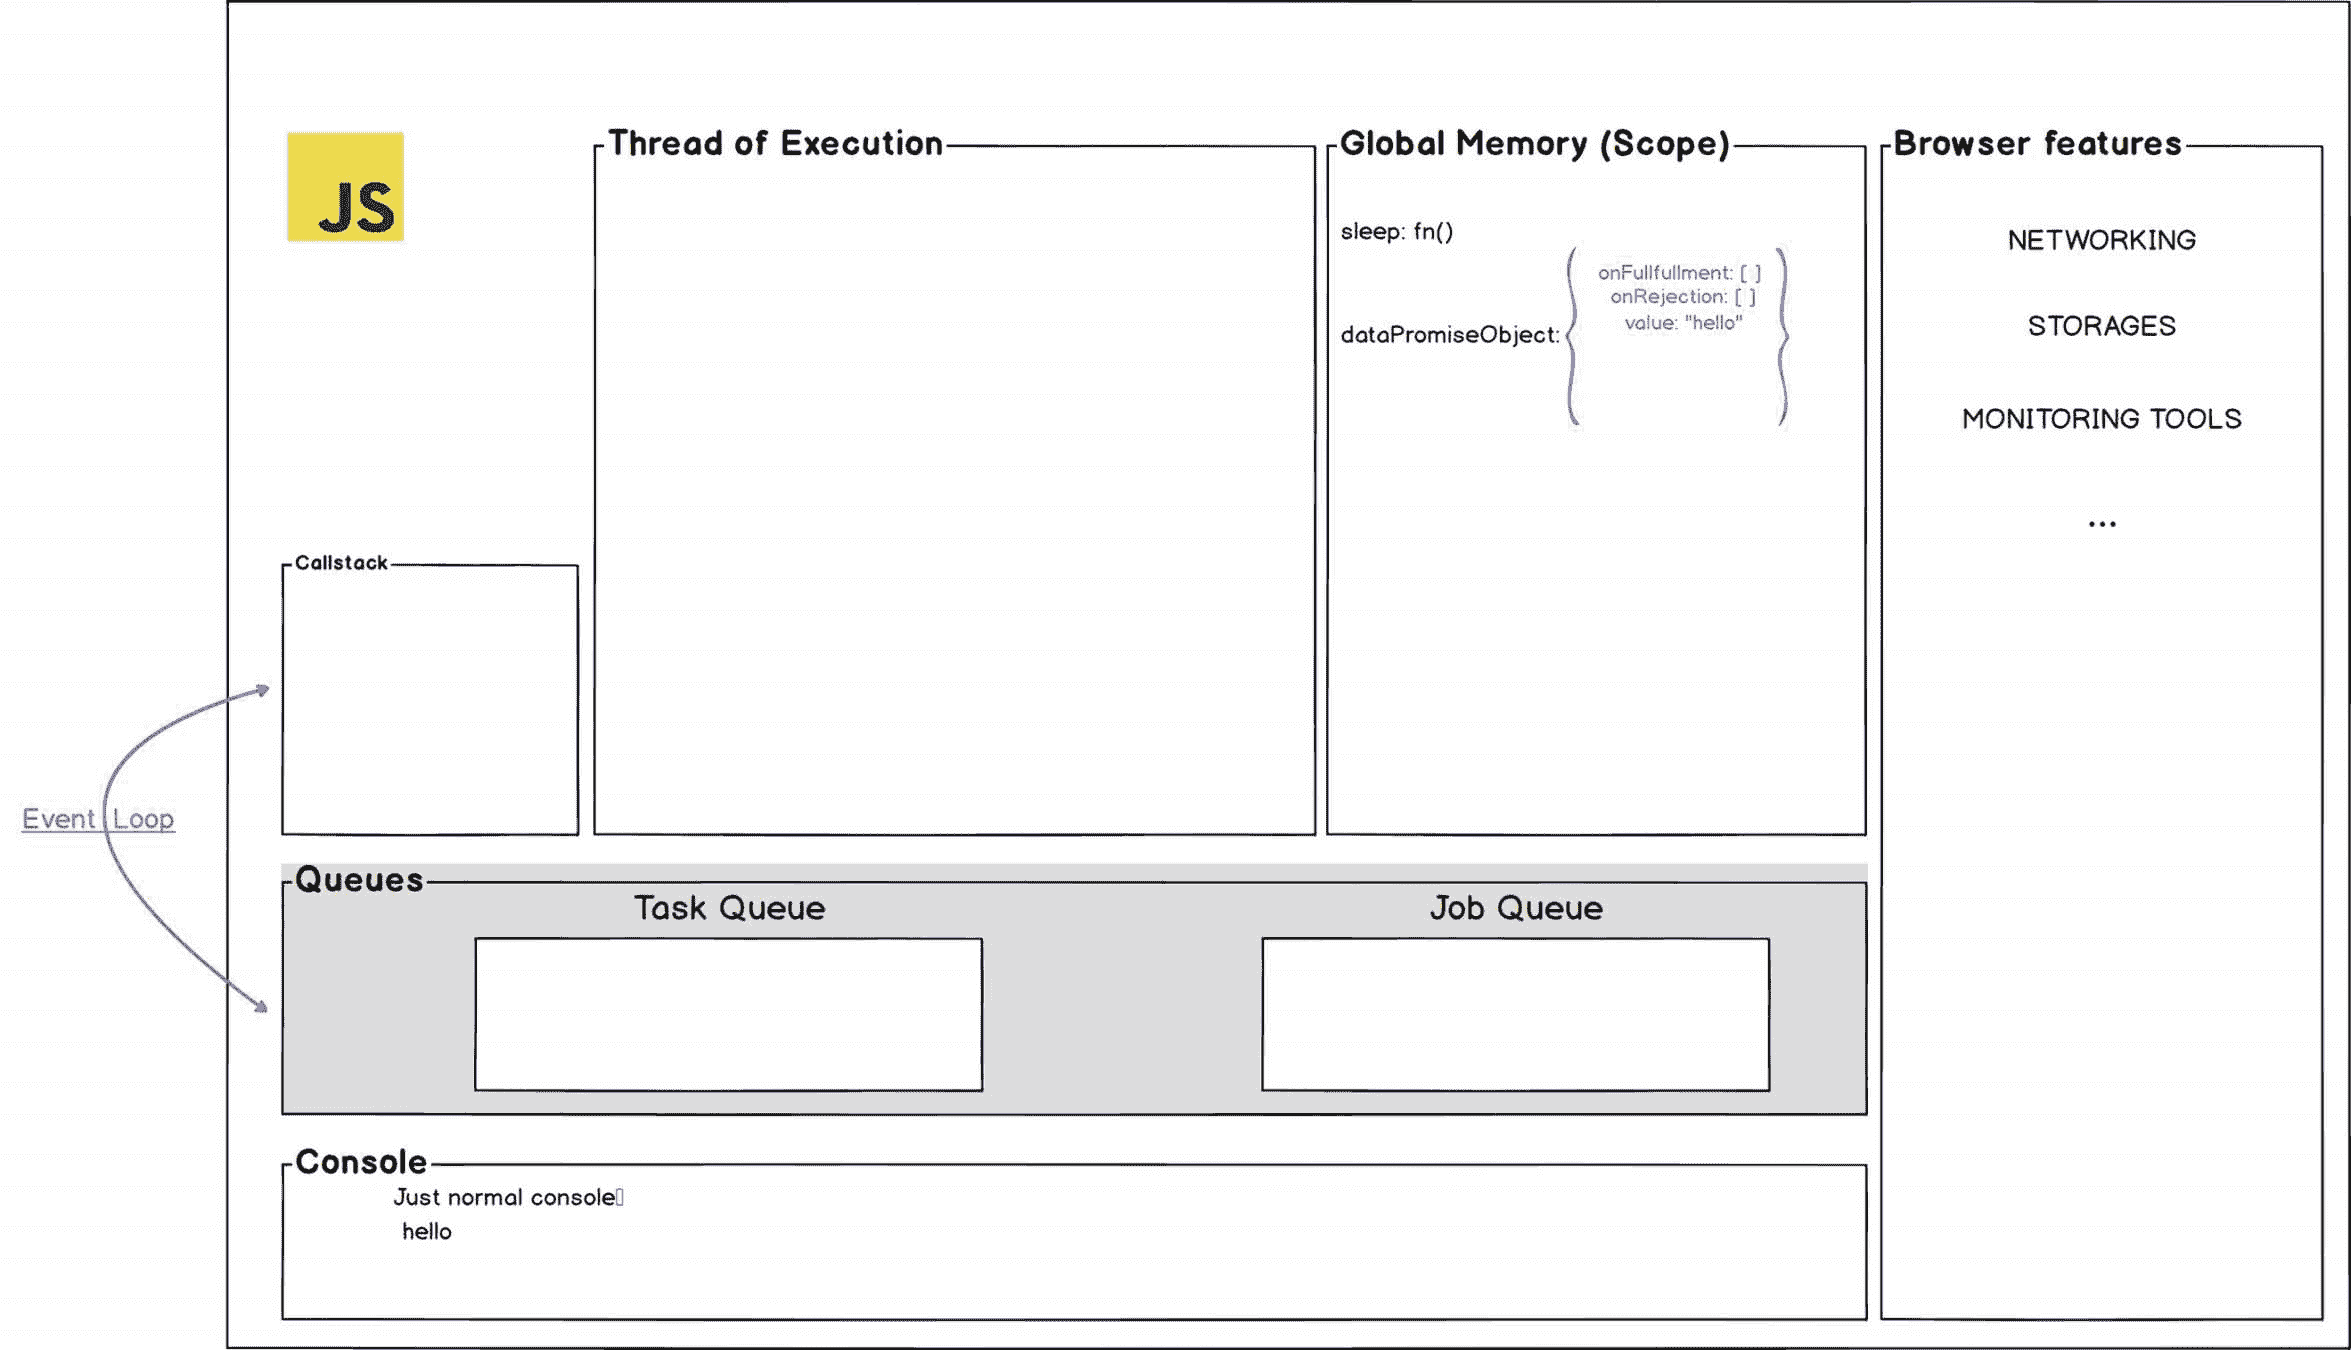 JS
Thread of Execution
Global Memory (Scope)
Browser features
sleep: fn()
onFullfullment: [ ]
onRejection: [ ]
value: "hello"
dataPromiseObject:
NETWORKING
STORAGES
MONITORING TOOLS
...
Callstack
Event Loop
Queues
Task Queue
Job Queue
Console
Just normal console
hello